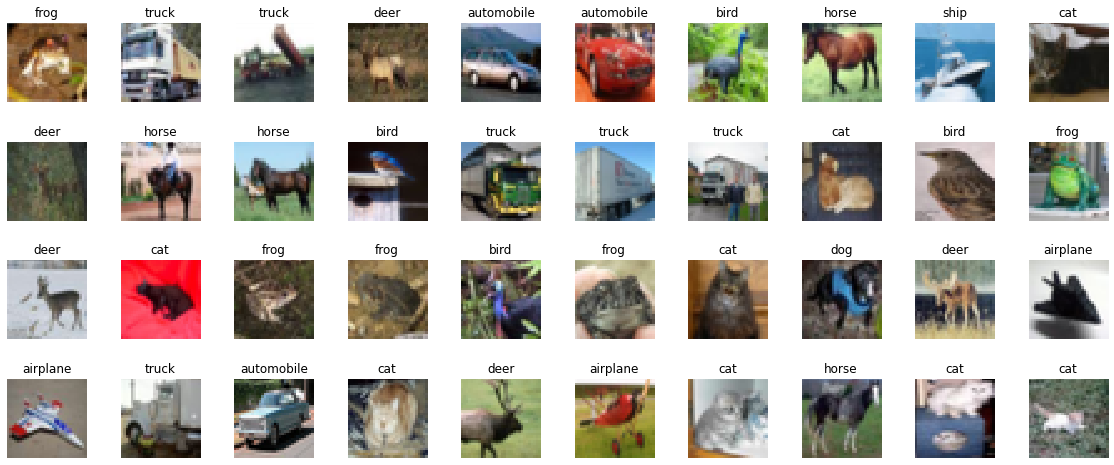 frog truck truck deer automobile automobile bird horse ship cat
deer horse horse bird truck truck truck cat bird frog
deer cat frog frog bird frog cat dog deer airplane
airplane truck automobile cat deer airplane cat horse cat cat